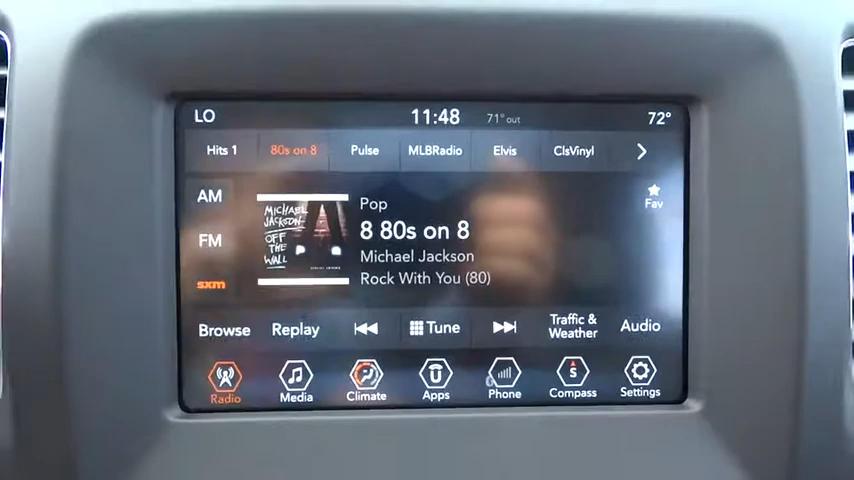 LO 11:48 71° out 72°
Hits 1 80s on 8 Pulse MLBRadio Elvis ClsVinyl
AM
FM
sxm
MICHAEL
JACKSON
OFF
THE
WALL
Pop
8 80s on 8
Michael Jackson
Rock With You (80)
Fav
Browse Replay Tune Traffic & Weather Audio
Radio Media Climate Apps Phone S Compass Settings